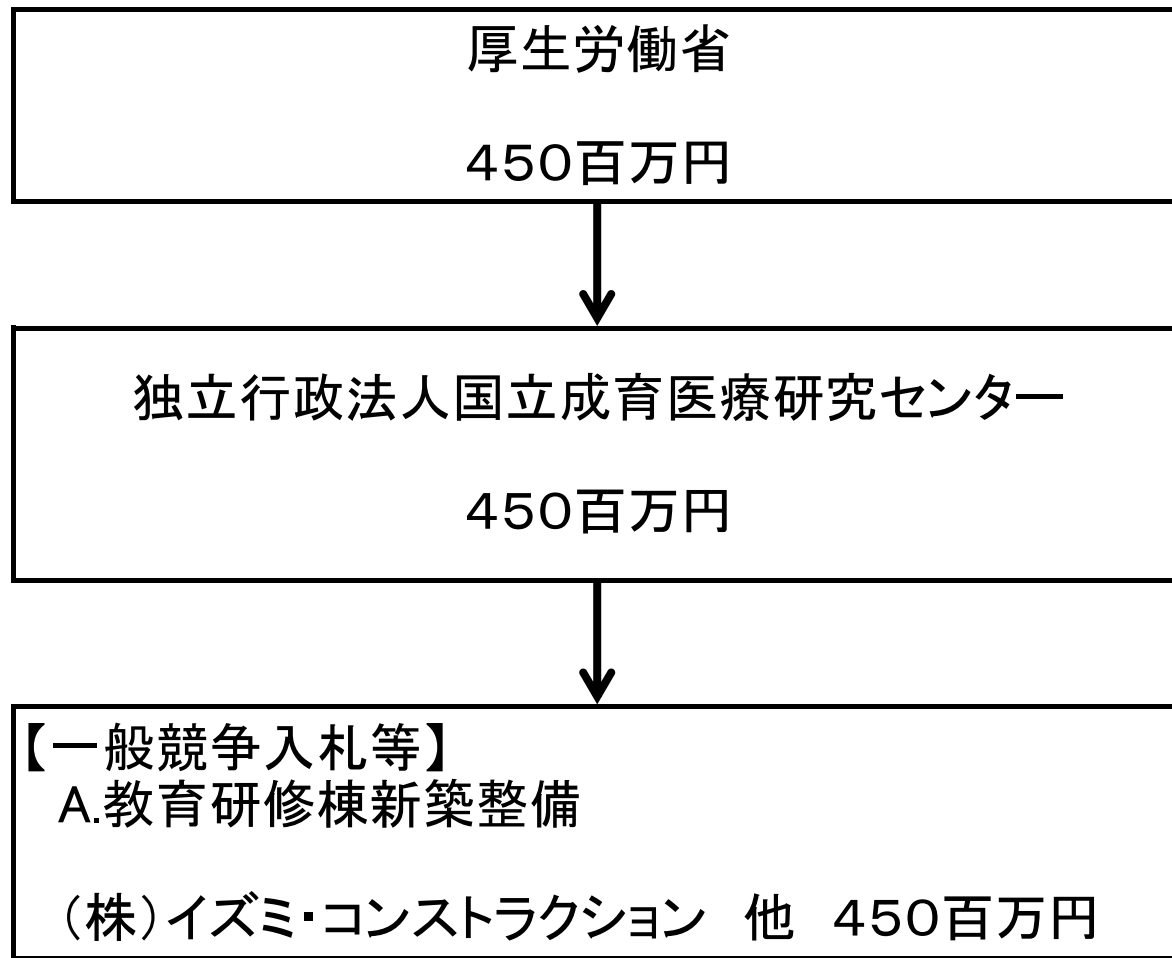 厚生労働省
４５０百万円
独立行政法人国立成育医療研究センター
４５０百万円
【一般競争入札等】
A.教育研修棟新築整備
（株）イズミ・コンストラクション　他　４５０百万円